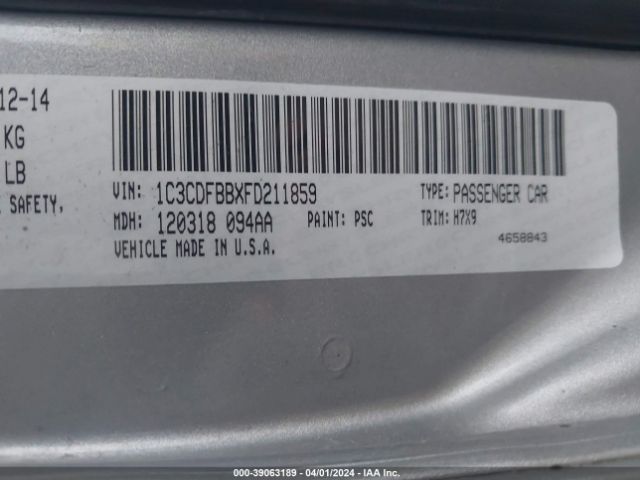 12-14
KG
LB
SAFETY,
VIN: 1C3CDFBBXFD211859
TYPE: PASSENGER CAR
MDH: 120318 094AA
PAINT: PSC
TRIM: H7X9
VEHICLE MADE IN U.S.A.
4658843
000-39063189 - 04/01/2024 - IAA Inc.